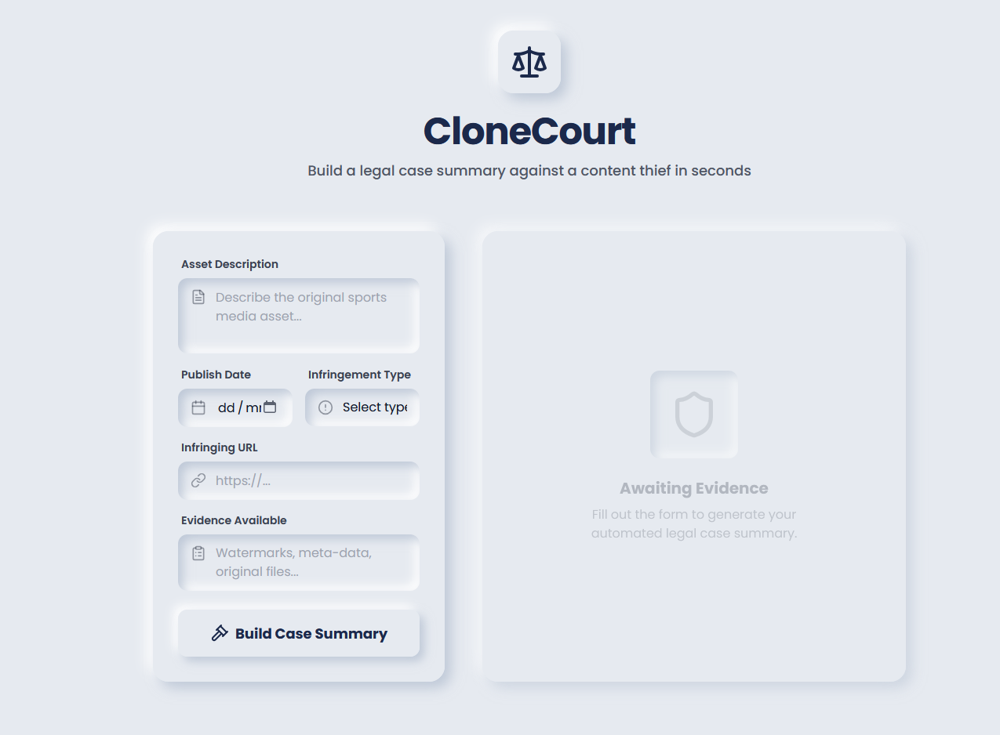 CloneCourt
Build a legal case summary against a content thief in seconds
Asset Description
Describe the original sports
media asset...
Publish Date
Infringement Type
dd / 
Select type
Infringing URL
https://...
Evidence Available
Watermarks, meta-data,
original files...
Build Case Summary
Awaiting Evidence
Fill out the form to generate your
automated legal case summary.